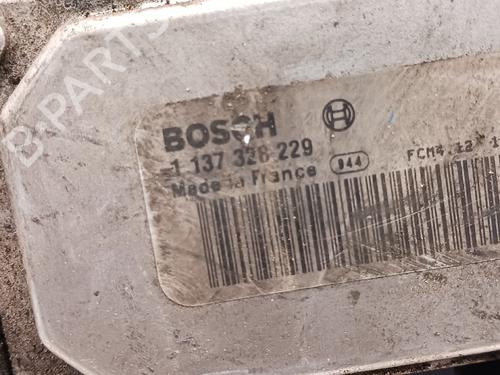 B-PARTS
BOSCH
1 137 328 229
944
FCM4.12
Made in France